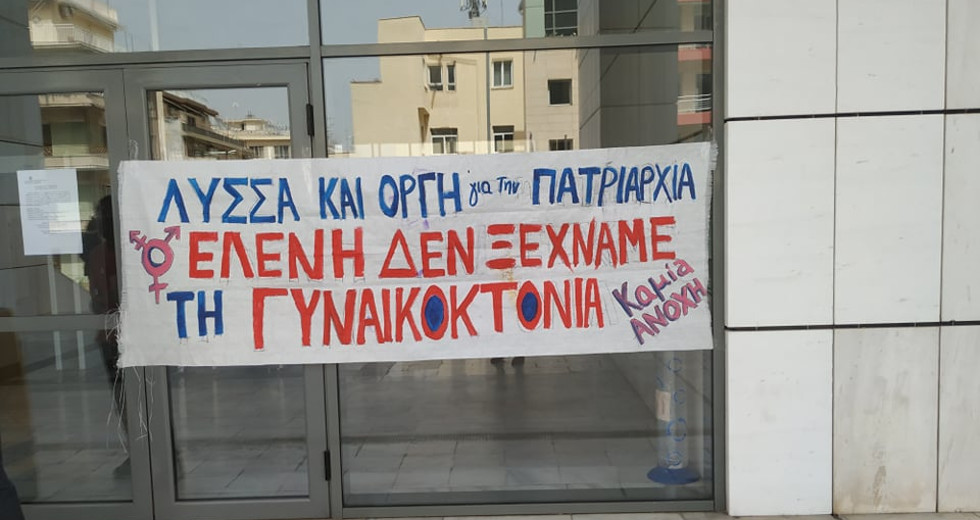 ΛΥΣΣΑ ΚΑΙ ΟΡΓΗ για την ΠΑΤΡΙΑΡΧΙΑ
ΕΛΕΝΗ ΔΕΝ ΞΕΧΝΑΜΕ
ΤΗ ΓΥΝΑΙΚΟΚΤΟΝΙΑ
Καμία
ΑΝΟΧΗ